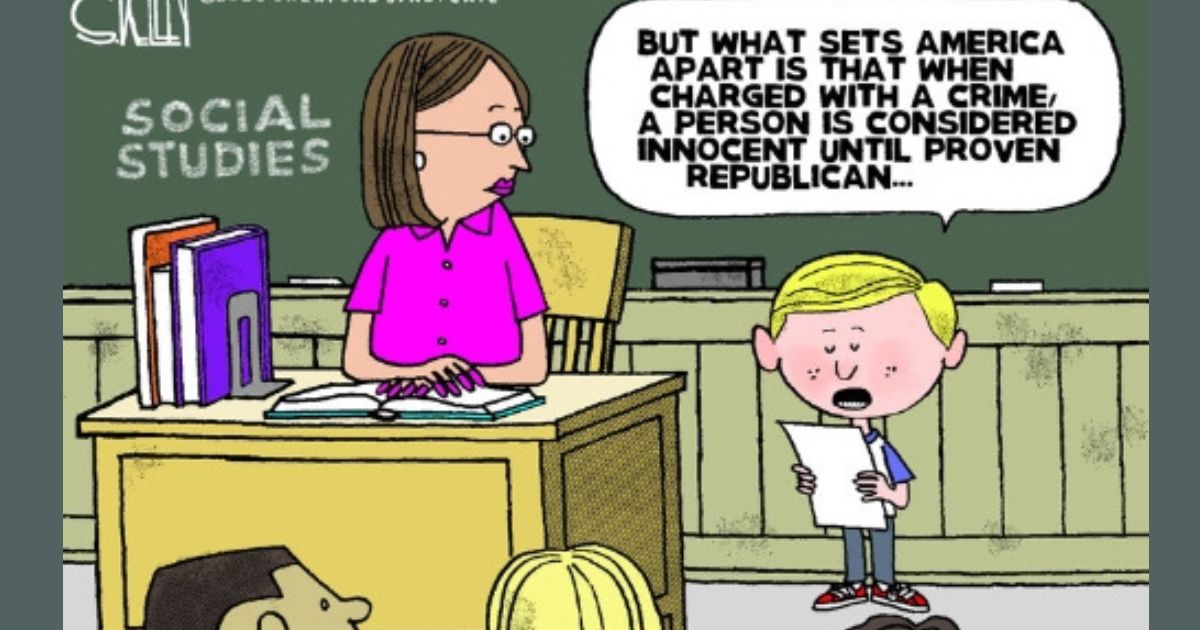 SKELLY
SOCIAL
STUDIES
BUT WHAT SETS AMERICA
APART IS THAT WHEN
CHARGED WITH A CRIME,
A PERSON IS CONSIDERED
INNOCENT UNTIL PROVEN
REPUBLICAN...